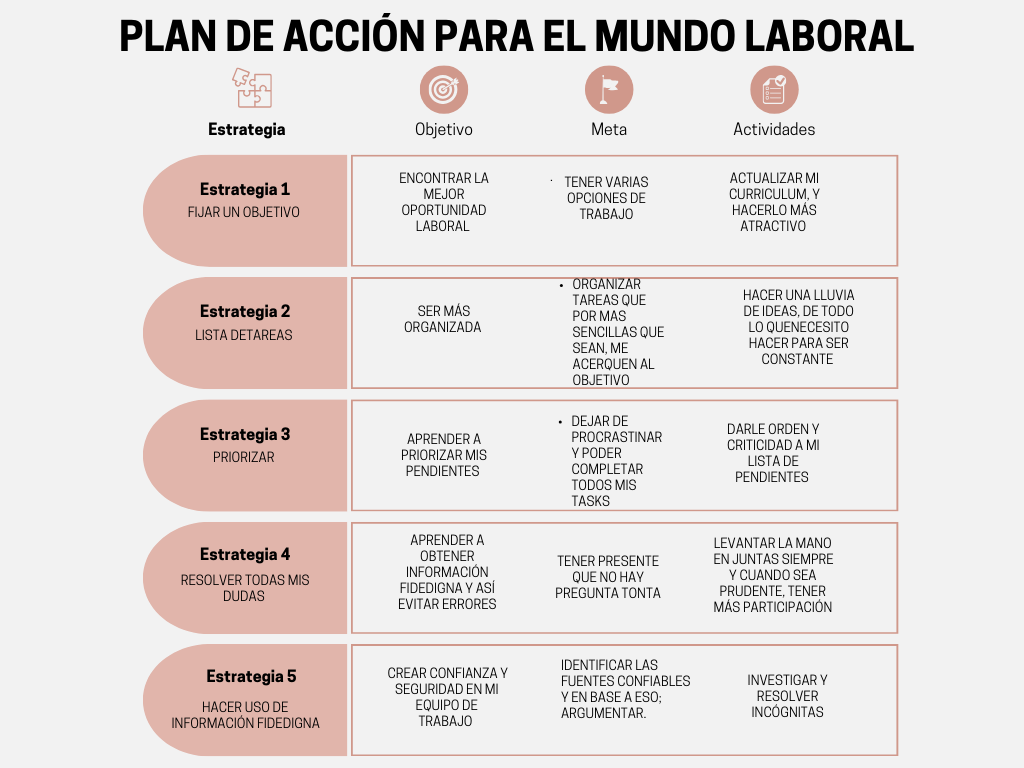 PLAN DE ACCIÓN PARA EL MUNDO LABORAL
Estrategia
Objetivo
Meta
Actividades
Estrategia 1
FIJAR UN OBJETIVO
ENCONTRAR LA
MEJOR
OPORTUNIDAD
LABORAL
· TENER VARIAS
OPCIONES DE
TRABAJO
ACTUALIZAR MI
CURRICULUM, Y
HACERLO MÁS
ATRACTIVO
Estrategia 2
LISTA DETAREAS
SER MÁS
ORGANIZADA
• ORGANIZAR
TAREAS QUE
POR MAS
SENCILLAS QUE
SEAN, ME
ACERQUEN AL
OBJETIVO
HACER UNA LLUVIA
DE IDEAS, DE TODO
LO QUENECESITO
HACER PARA SER
CONSTANTE
Estrategia 3
PRIORIZAR
APRENDER A
PRIORIZAR MIS
PENDIENTES
• DEJAR DE
PROCRASTINAR
Y PODER
COMPLETAR
TODOS MIS
TASKS
DARLE ORDEN Y
CRITICIDAD A MI
LISTA DE
PENDIENTES
Estrategia 4
RESOLVER TODAS MIS
DUDAS
APRENDER A
OBTENER
INFORMACIÓN
FIDEDIGNA Y ASÍ
EVITAR ERRORES
TENER PRESENTE
QUE NO HAY
PREGUNTA TONTA
LEVANTAR LA MANO
EN JUNTAS SIEMPRE
Y CUANDO SEA
PRUDENTE, TENER
MÁS PARTICIPACIÓN
Estrategia 5
HACER USO DE
INFORMACIÓN FIDEDIGNA
CREAR CONFIANZA Y
SEGURIDAD EN MI
EQUIPO DE
TRABAJO
IDENTIFICAR LAS
FUENTES CONFIABLES
Y EN BASE A ESO;
ARGUMENTAR.
INVESTIGAR Y
RESOLVER
INCÓGNITAS